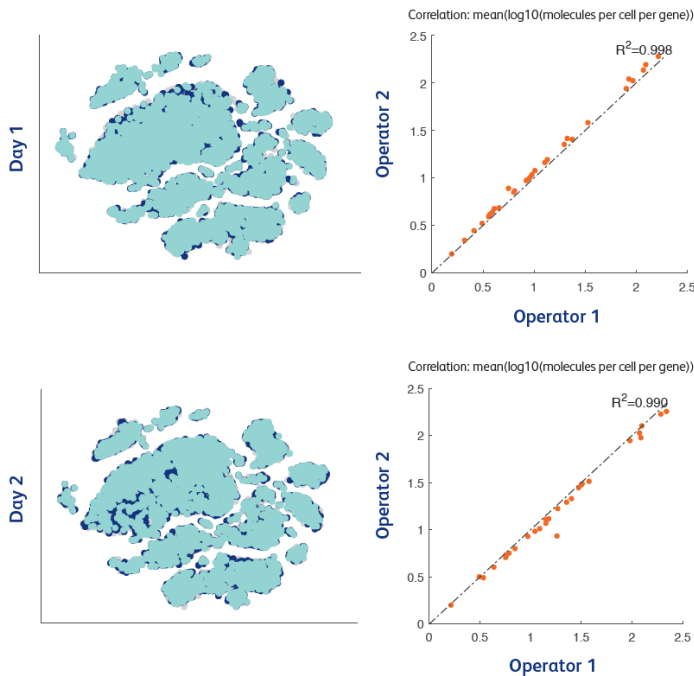 Correlation: mean(log10(molecules per cell per gene))
R2=0.998
Day 1
Operator 2
2.5
2
1.5
1
0.5
0
0 0.5 1 1.5 2 2.5
Operator 1
Correlation: mean(log10(molecules per cell per gene))
R2=0.990
Day 2
Operator 2
2.5
2
1.5
1
0.5
0
0 0.5 1 1.5 2 2.5
Operator 1